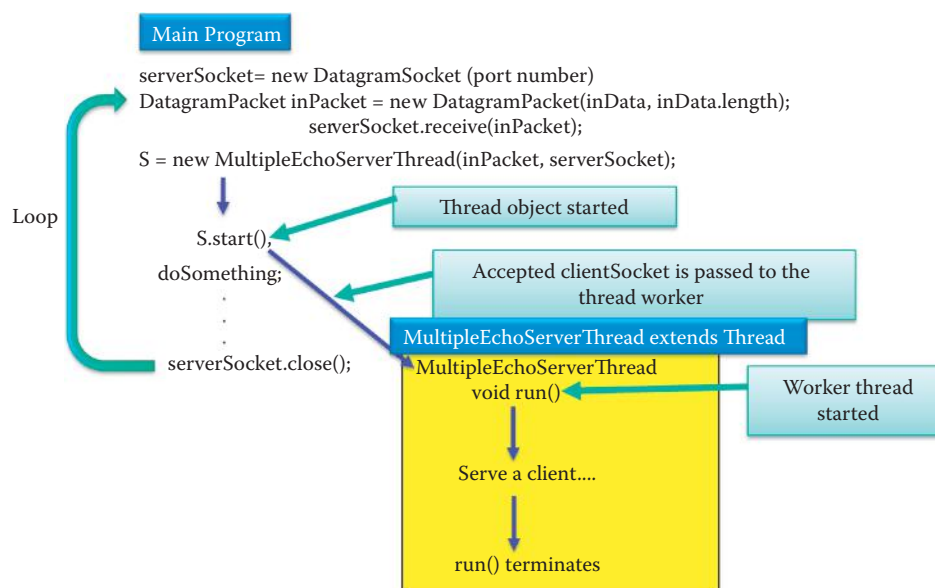 Main Program
serverSocket= new DatagramSocket (port number)
DatagramPacket inPacket = new DatagramPacket(inData, inData.length);
serverSocket.receive(inPacket);
S = new MultipleEchoServerThread(inPacket, serverSocket);
Loop
Thread object started
S.start(),
doSomething;
Accepted clientSocket is passed to the
thread worker
.
.
.
.
serverSocket.close();
MultipleEchoServerThread extends Thread
MultipleEchoServerThread
void run()
Worker thread
started
Serve a client....
run() terminates